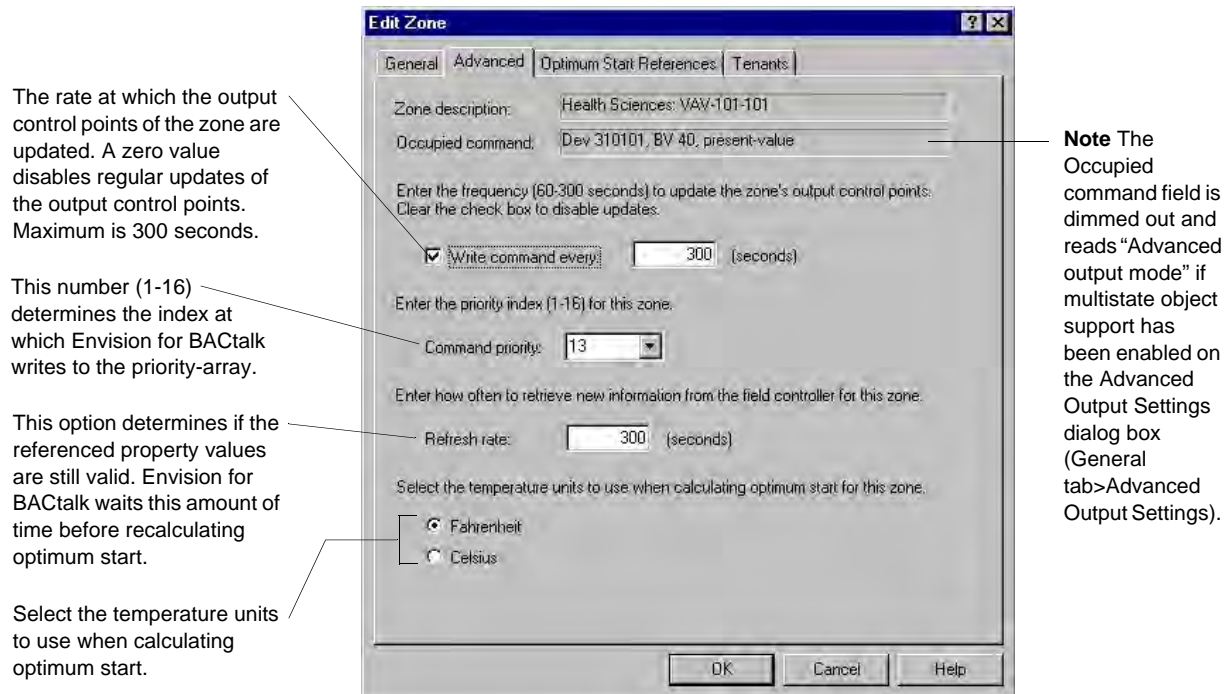 The rate at which the output
control points of the zone are
updated. A zero value
disables regular updates of
the output control points.
Maximum is 300 seconds.
This number (1-16)
determines the index at
which Envision for BACtalk
writes to the priority-array.
This option determines if the
referenced property values
are still valid. Envision for
BACtalk waits this amount of
time before recalculating
optimum start.
Select the temperature units
to use when calculating
optimum start.
Edit Zone
General Advanced Optimum Start References Tenants
Zone description: Health Sciences: VAV-101-101
Occupied command: Dev 310101, BV 40, present-value
Enter the frequency (60-300 seconds) to update the zone's output control points.
Clear the check box to disable updates.
Write command every: 300 (seconds)
Enter the priority index (1-16) for this zone.
Command priority: 13
Enter how often to retrieve new information from the field controller for this zone.
Refresh rate: 300 (seconds)
Select the temperature units to use when calculating optimum start for this zone.
Fahrenheit
Celsius
OK Cancel Help
Note The
Occupied
command field is
dimmed out and
reads “Advanced
output mode” if
multistate object
support has
been enabled on
the Advanced
Output Settings
dialog box
(General
tab>Advanced
Output Settings).